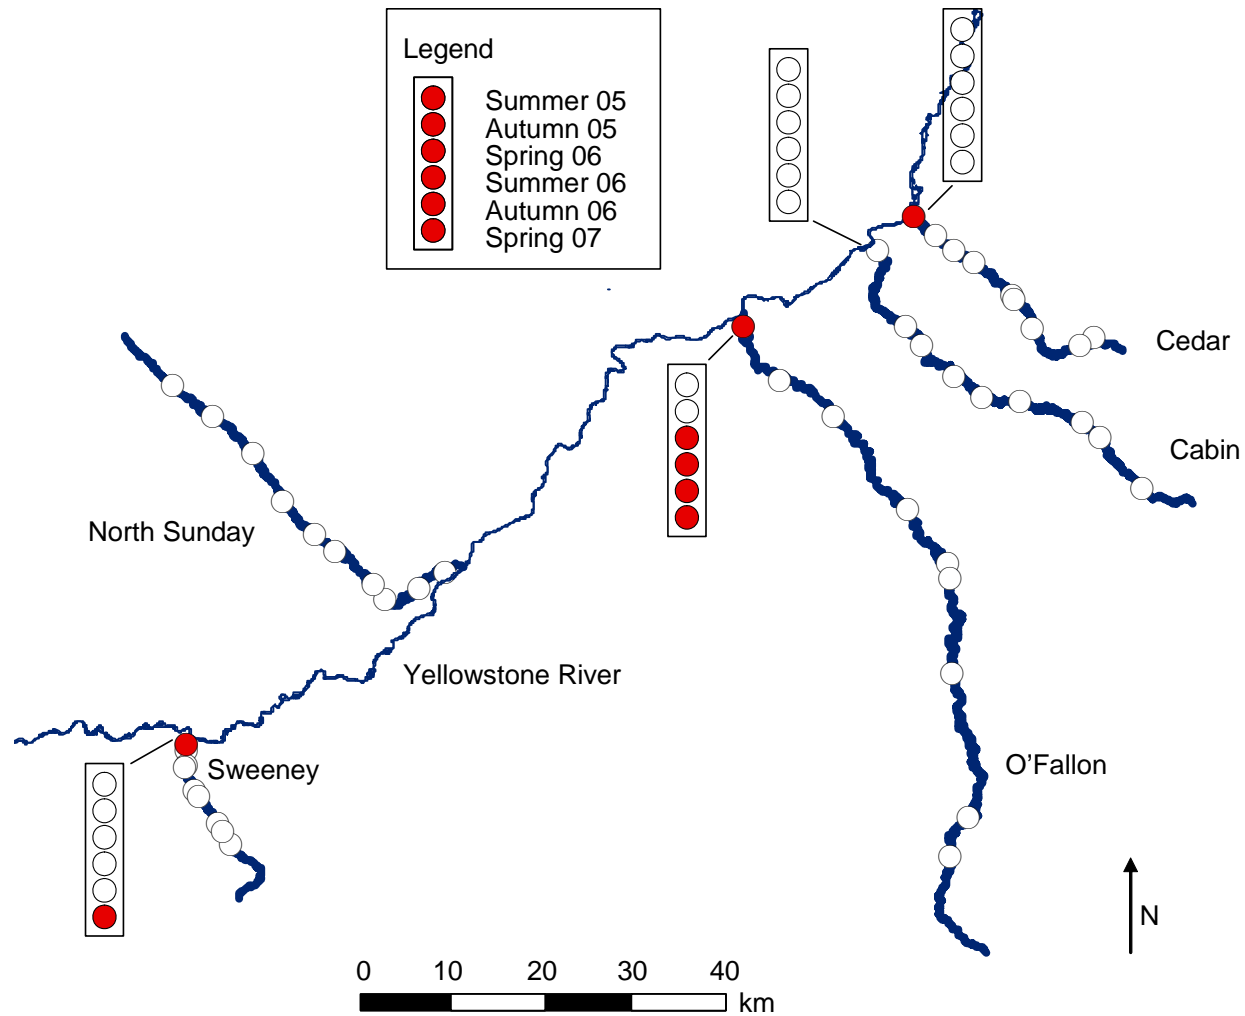 Legend
Summer 05
Autumn 05
Spring 06
Summer 06
Autumn 06
Spring 07
Cedar
Cabin
North Sunday
Yellowstone River
Sweeney
O'Fallon
N
0 10 20 30 40
km